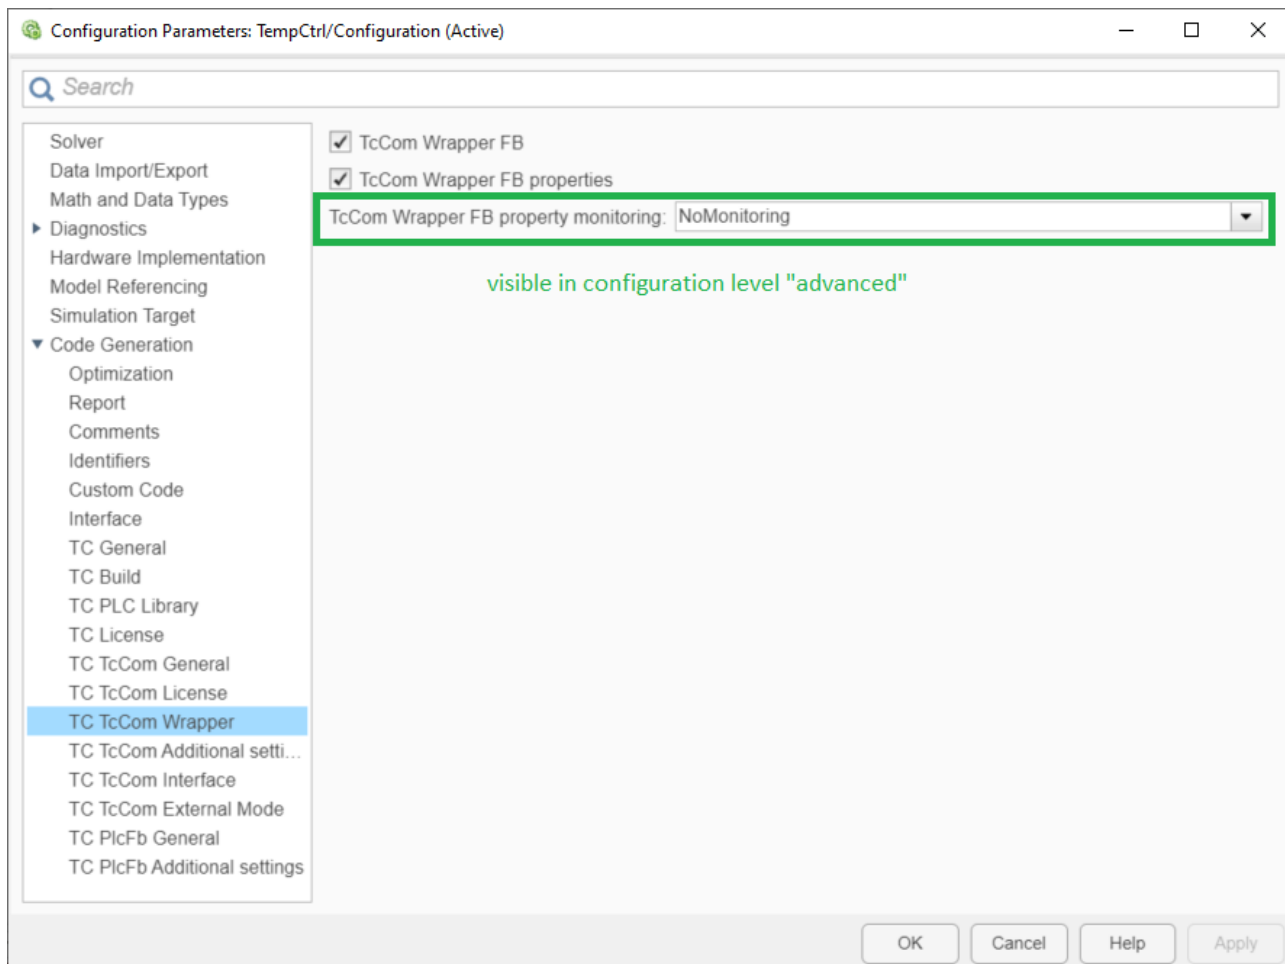 Configuration Parameters: TempCtrl/Configuration (Active)
Search
Solver
Data Import/Export
Math and Data Types
Diagnostics
Hardware Implementation
Model Referencing
Simulation Target
Code Generation
Optimization
Report
Comments
Identifiers
Custom Code
Interface
TC General
TC Build
TC PLC Library
TC License
TC TcCom General
TC TcCom License
TC TcCom Wrapper
TC TcCom Additional setti...
TC TcCom Interface
TC TcCom External Mode
TC PlcFb General
TC PlcFb Additional settings
TcCom Wrapper FB
TcCom Wrapper FB properties
TcCom Wrapper FB property monitoring: NoMonitoring
visible in configuration level "advanced"
OK Cancel Help Apply